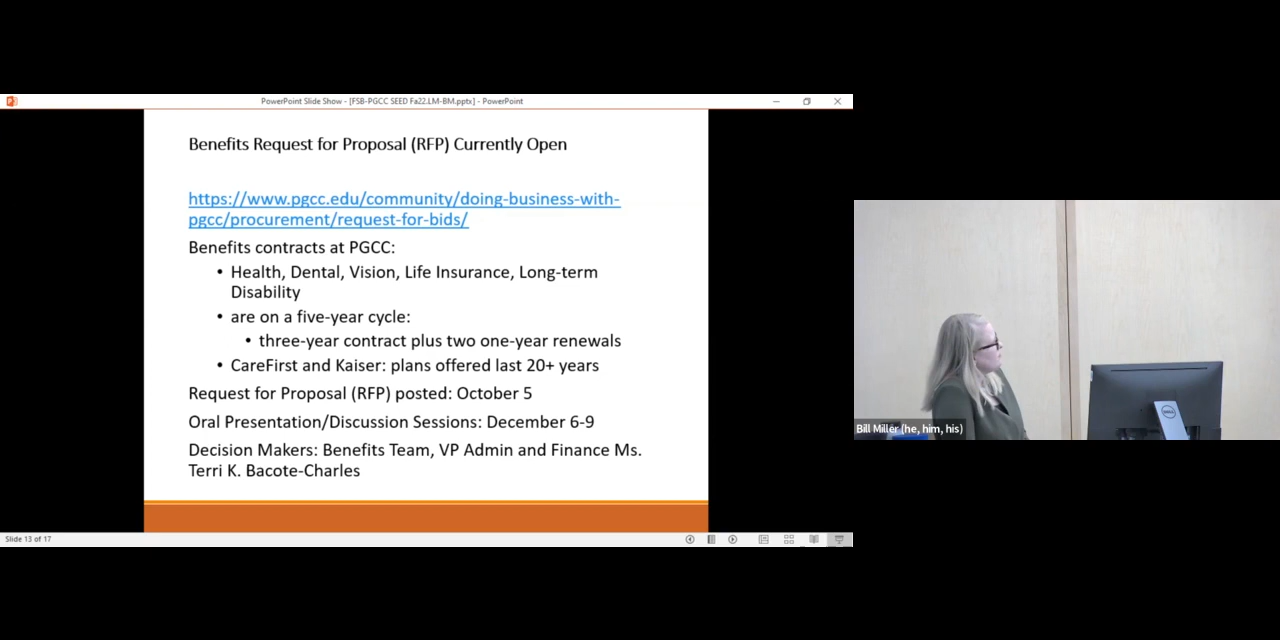 PowerPoint Slide Show - [FSB-PGCC SEED Fa22.LM-BM.pptx] - PowerPoint
Benefits Request for Proposal (RFP) Currently Open
https://www.pgcc.edu/community/doing-business-with-
pgcc/procurement/request-for-bids/
Benefits contracts at PGCC:
• Health, Dental, Vision, Life Insurance, Long-term
Disability
• are on a five-year cycle:
• three-year contract plus two one-year renewals
• CareFirst and Kaiser: plans offered last 20+ years
Request for Proposal (RFP) posted: October 5
Oral Presentation/Discussion Sessions: December 6-9
Decision Makers: Benefits Team, VP Admin and Finance Ms.
Terri K. Bacote-Charles
Slide 13 of 17
Bill Miller (he, him, his)
DELL